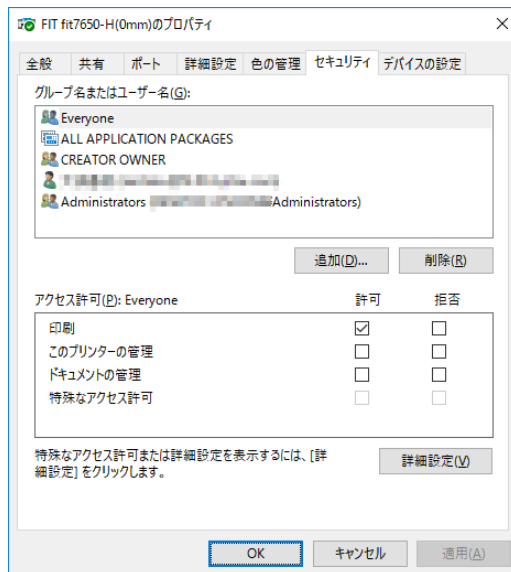 FIT fit7650-H(0mm)のプロパティ
全般 共有 ポート 詳細設定 色の管理 セキュリティ デバイスの設定
グループ名またはユーザー名(G):
Everyone
ALL APPLICATION PACKAGES
CREATOR OWNER
Administrators Administrators)
追加(D)... 削除(R)
アクセス許可(P): Everyone 許可 拒否
印刷
このプリンターの管理
ドキュメントの管理
特殊なアクセス許可
特殊なアクセス許可または詳細設定を表示するには、[詳
細設定] をクリックします。
詳細設定(V)
OK キャンセル 適用(A)